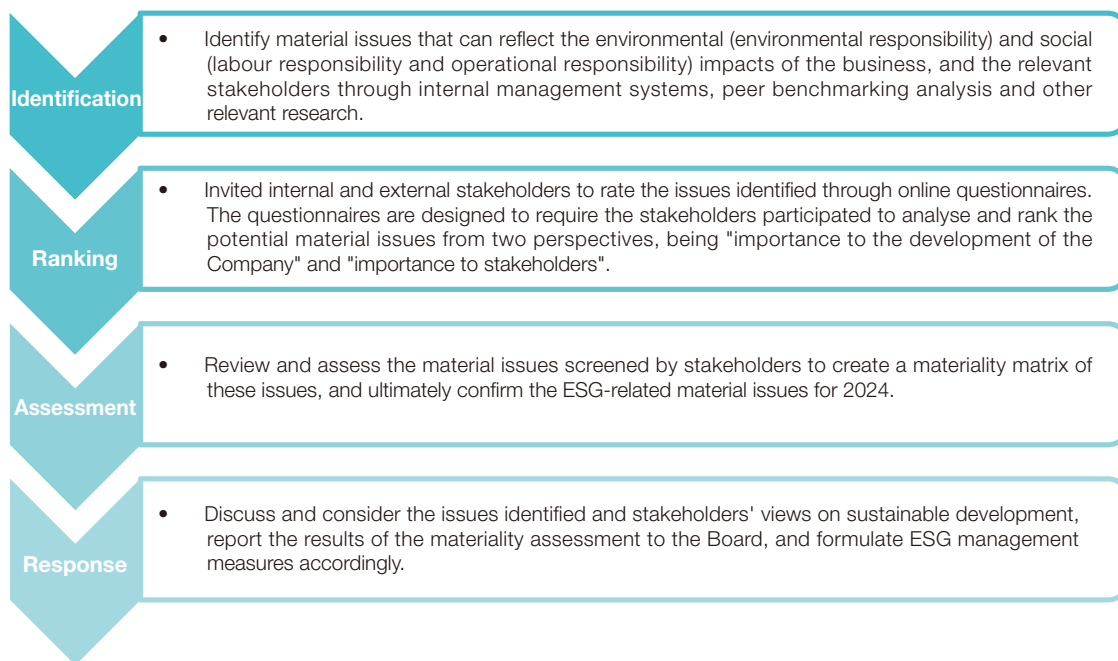 Identification
• Identify material issues that can reflect the environmental (environmental responsibility) and social
(labour responsibility and operational responsibility) impacts of the business, and the relevant
stakeholders through internal management systems, peer benchmarking analysis and other
relevant research.
Ranking
• Invited internal and external stakeholders to rate the issues identified through online questionnaires.
The questionnaires are designed to require the stakeholders participated to analyse and rank the
potential material issues from two perspectives, being "importance to the development of the
Company" and "importance to stakeholders".
Assessment
• Review and assess the material issues screened by stakeholders to create a materiality matrix of
these issues, and ultimately confirm the ESG-related material issues for 2024.
Response
• Discuss and consider the issues identified and stakeholders' views on sustainable development,
report the results of the materiality assessment to the Board, and formulate ESG management
measures accordingly.